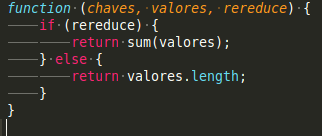 function (chaves, valores, rereduce) {
    if (rereduce) {
        return sum(valores);
    } else {
        return valores.length;
    }
}